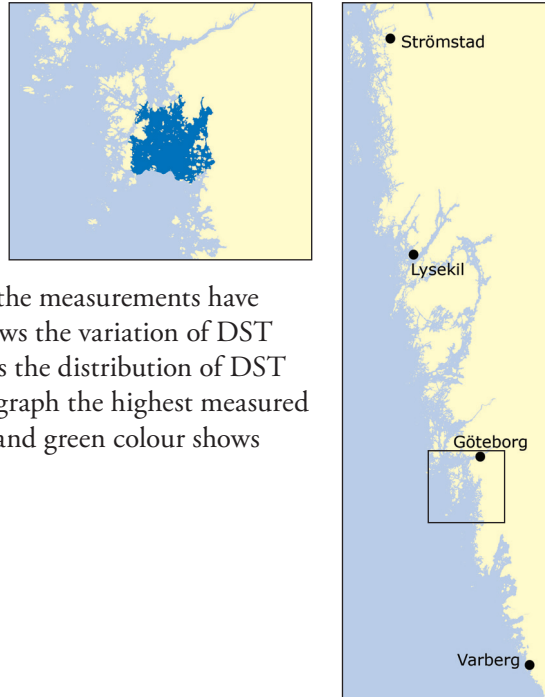 the measurements have
ws the variation of DST
s the distribution of DST
graph the highest measured
and green colour shows
Strömstad
Lysekil
Göteborg
Varberg